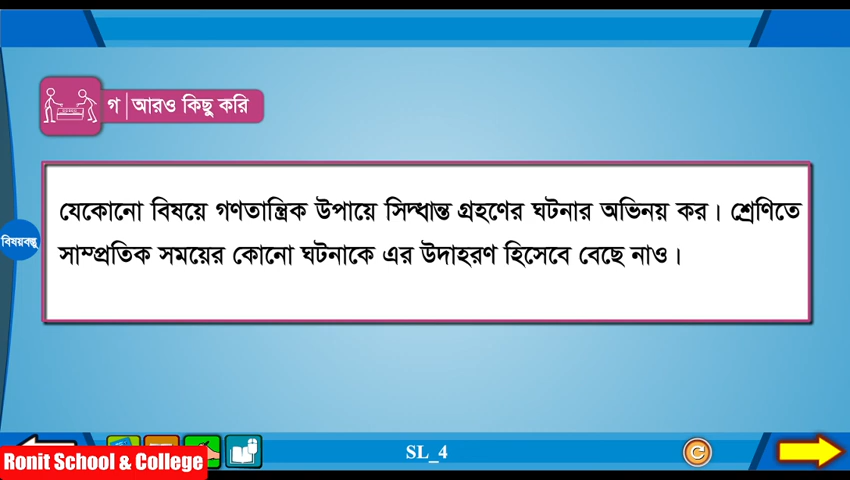 গ আরও কিছু করি
যেকোনো বিষয়ে গণতান্ত্রিক উপায়ে সিদ্ধান্ত গ্রহণের ঘটনার অভিনয় কর। শ্রেণিতে
সাম্প্রতিক সময়ের কোনো ঘটনাকে এর উদাহরণ হিসেবে বেছে নাও।
বিষয়বস্তু
Ronit School & College
SL_4